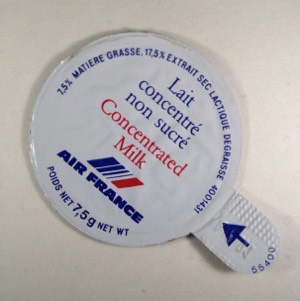 7,5% MATIERE GRASSE, 17,5% EXTRAIT SEC LACTIQUE DEGRAISSE 4001431
Lait
concentré
non sucré
Concentrated
Milk
AIR FRANCE
POIDS NET 7,5g NET WT
55400